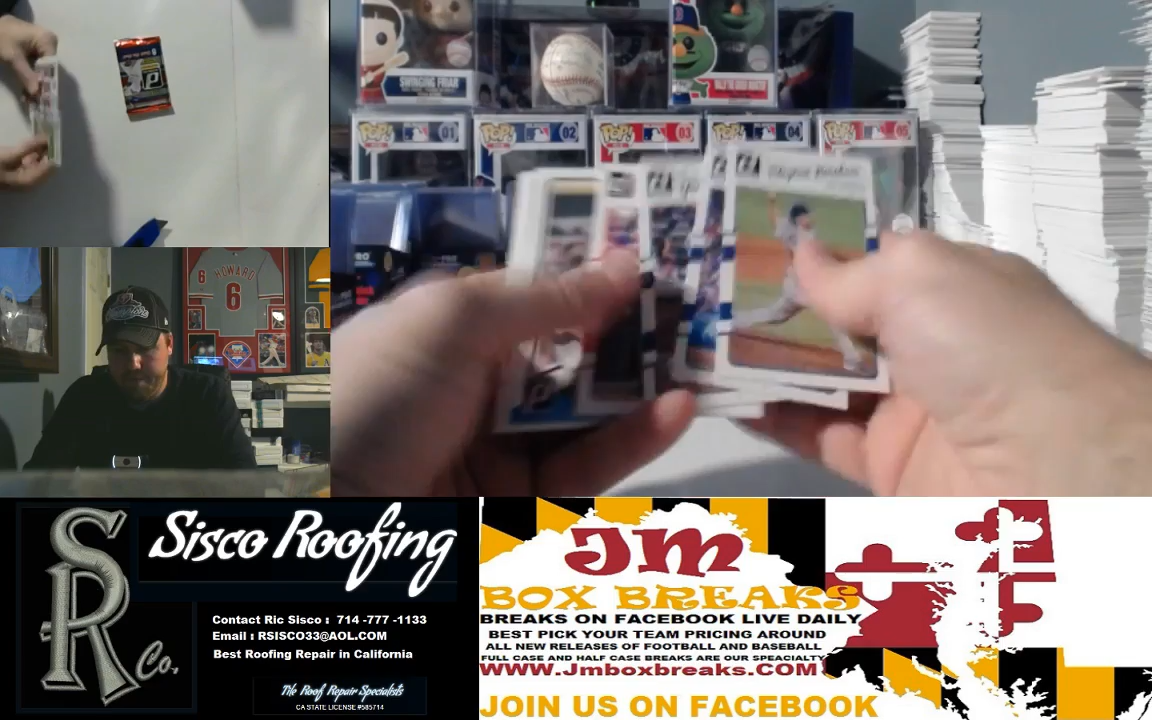 SWINGING FRIAR
POP! 01
POP! 02
POP! 03
POP! 04
POP! 05
HOWARD
6 6
SR Co.
Sisco Roofing
Contact Ric Sisco : 714 -777 -1133
Email : RSISCO33@AOL.COM
Best Roofing Repair in California
The Roof Repair Specialists
CA STATE LICENSE #585714
JM
BOX BREAKS
BREAKS ON FACEBOOK LIVE DAILY
BEST PICK YOUR TEAM PRICING AROUND
ALL NEW RELEASES OF FOOTBALL AND BASEBALL
FULL CASE AND HALF CASE BREAKS ARE OUR SPECIALTY
WWW.Jmboxbreaks.COM
JOIN US ON FACEBOOK